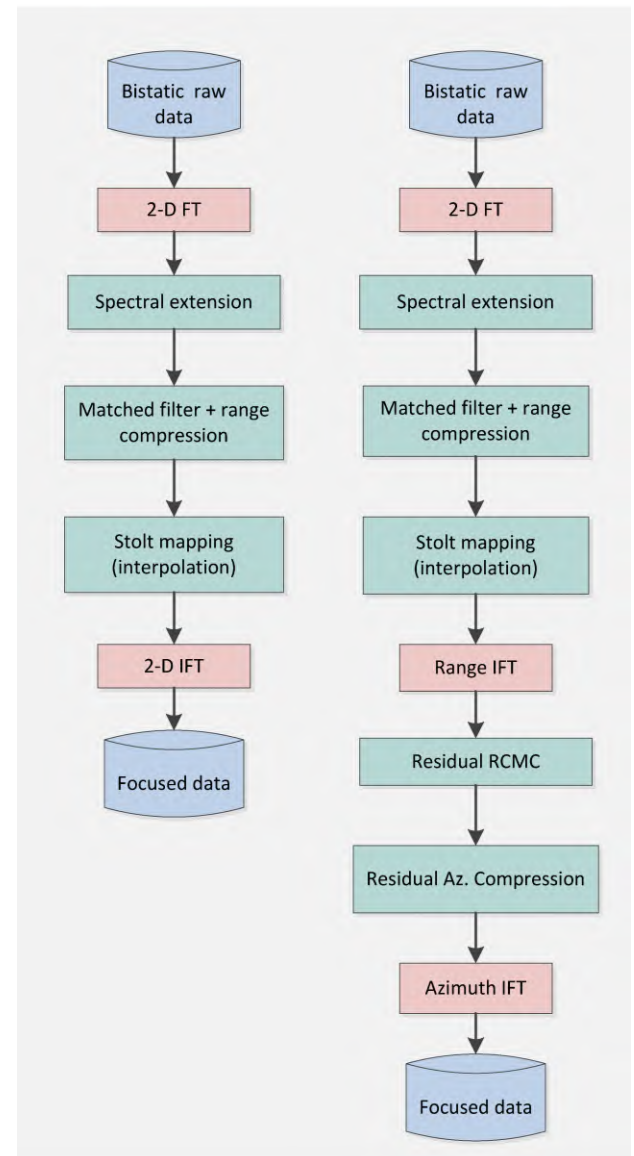 Bistatic raw
data
2-D FT
Spectral extension
Matched filter + range
compression
Stolt mapping
(interpolation)
2-D IFT
Focused data
Bistatic raw
data
2-D FT
Spectral extension
Matched filter + range
compression
Stolt mapping
(interpolation)
Range IFT
Residual RCMC
Residual Az. Compression
Azimuth IFT
Focused data